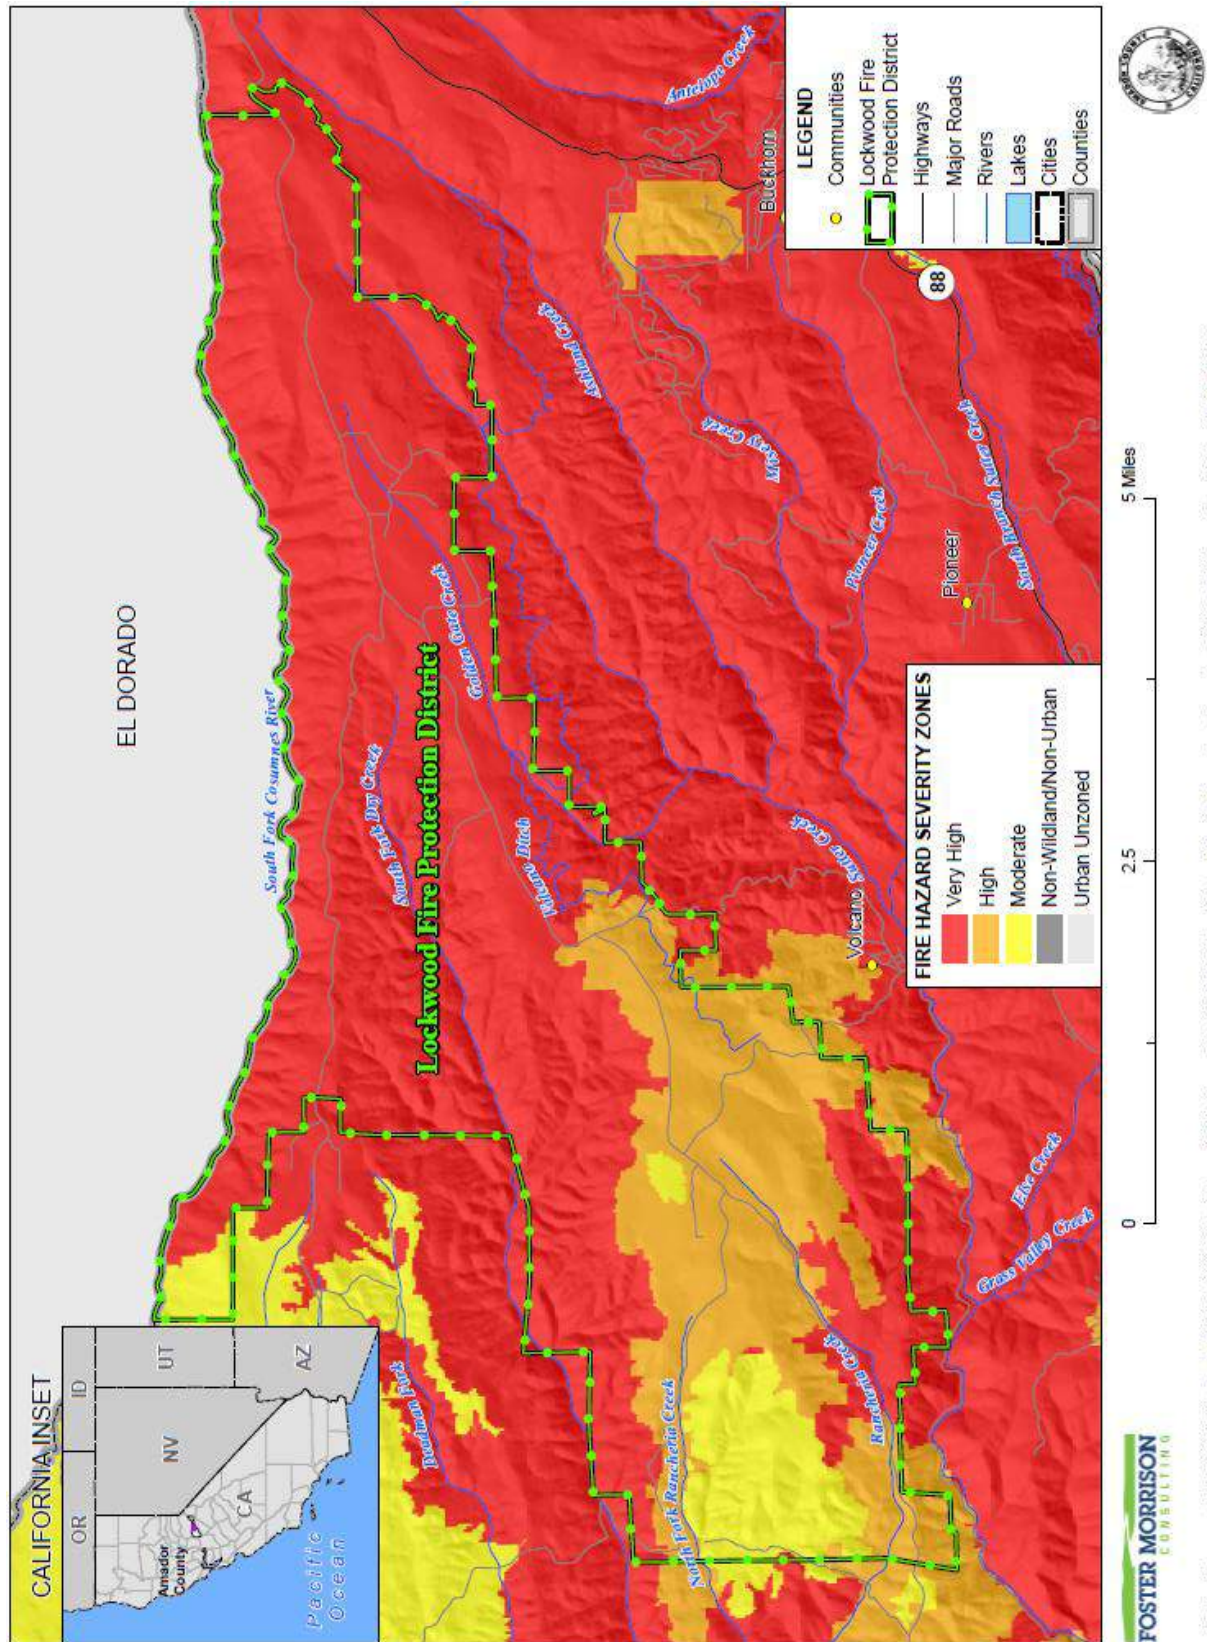 CALIFORNIA INSET
OR
ID
NV
UT
CA
AZ
Amador
County
Pacific
Ocean
EL DORADO
South Fork Cosumnes River
South Fork Dry Creek
Lockwood Fire Protection District
Golden Gate Creek
Volcano Ditch
Deadman Fork
North Fork Rancheria Creek
Rancheria Creek
Grass Valley Creek
Else Creek
Volcano
Sutter Creek
Ashland Creek
Misery Creek
Pioneer Creek
Pioneer
South Branch Sutter Creek
88
Antelope Creek
Buckhorn
FIRE HAZARD SEVERITY ZONES
Very High
High
Moderate
Non-Wildland/Non-Urban
Urban Unzoned
LEGEND
Communities
Lockwood Fire
Protection District
Highways
Major Roads
Rivers
Lakes
Cities
Counties
FOSTER MORRISON
CONSULTING
0
2.5
5 Miles